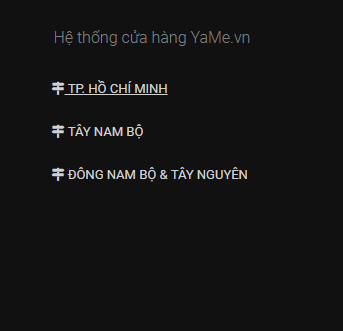 Hệ thống cửa hàng YaMe.vn
TP. HỒ CHÍ MINH
TÂY NAM BỘ
ĐÔNG NAM BỘ & TÂY NGUYÊN